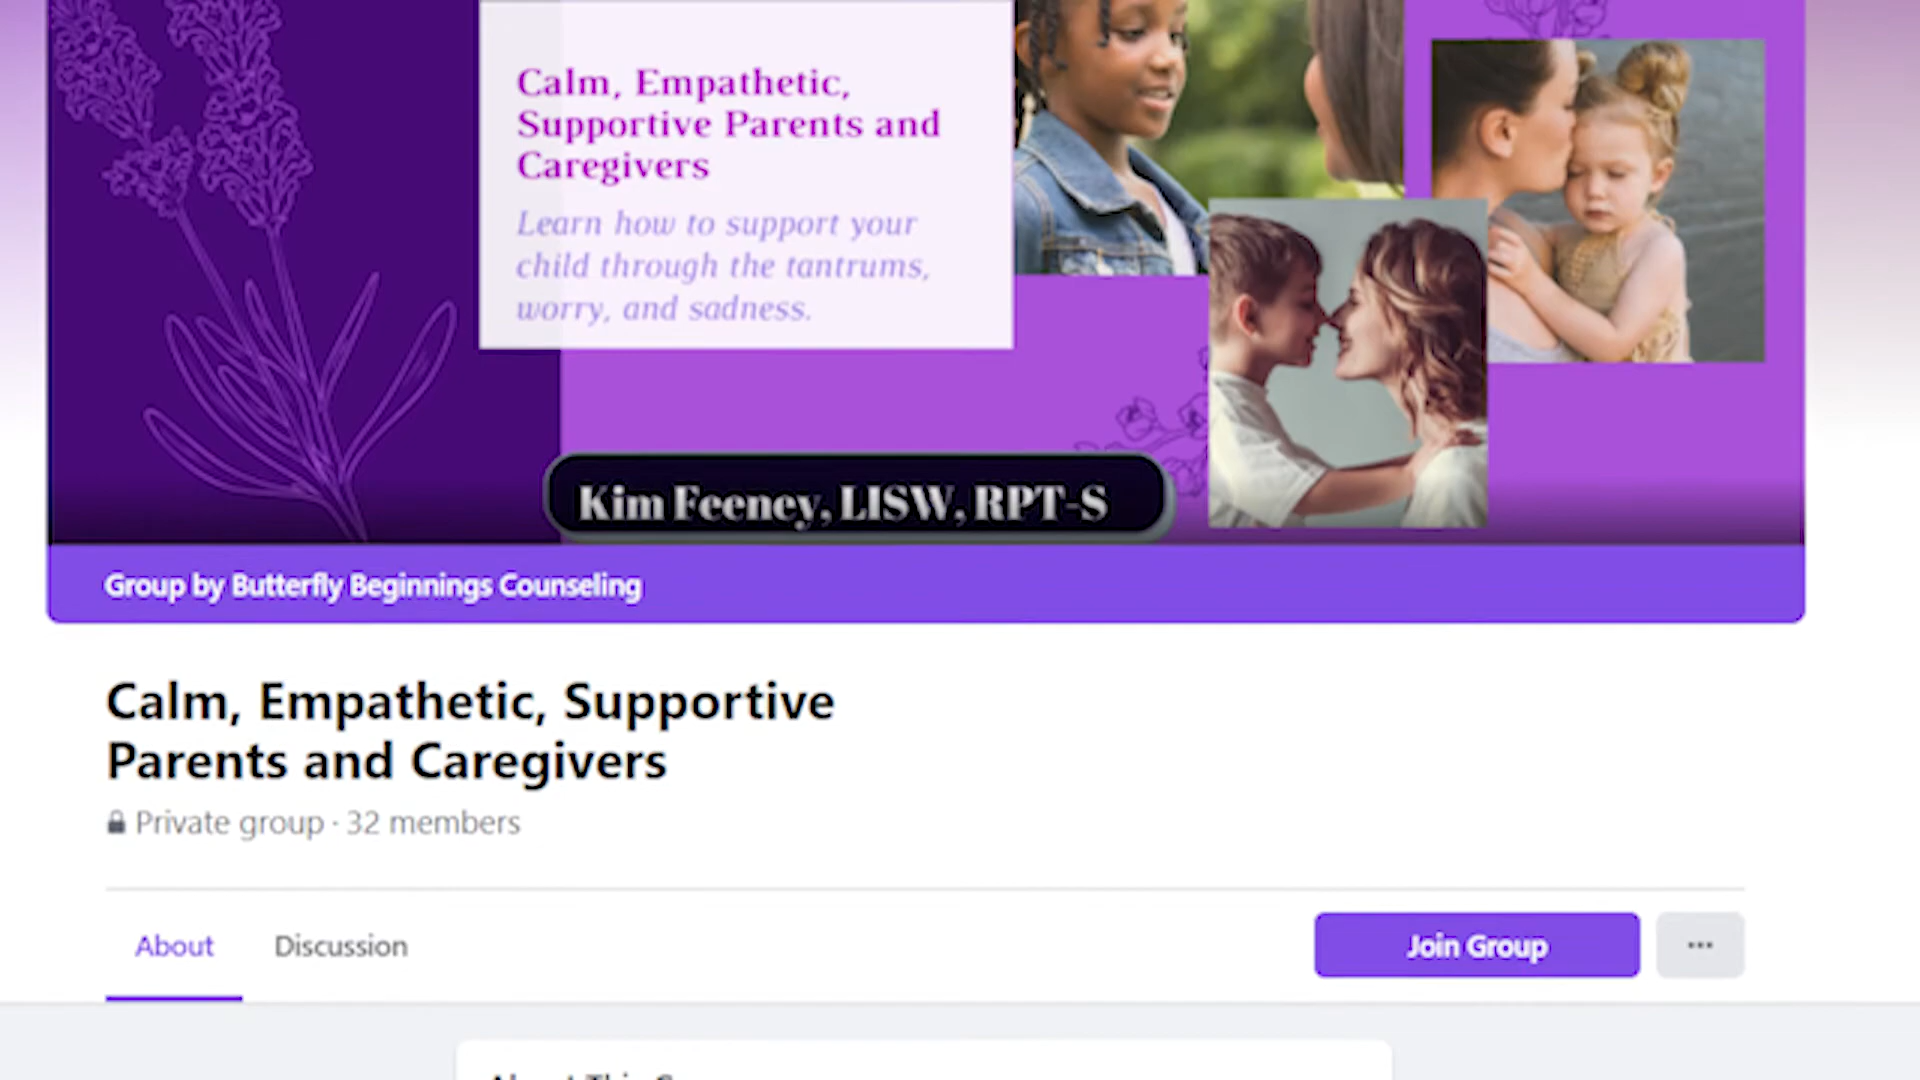 Calm, Empathetic,
Supportive Parents and
Caregivers
Learn how to support your
child through the tantrums,
worry, and sadness.
Kim Feeney, LISW, RPT-S
Group by Butterfly Beginnings Counseling
Calm, Empathetic, Supportive
Parents and Caregivers
Private group · 32 members
About
Discussion
Join Group
About This